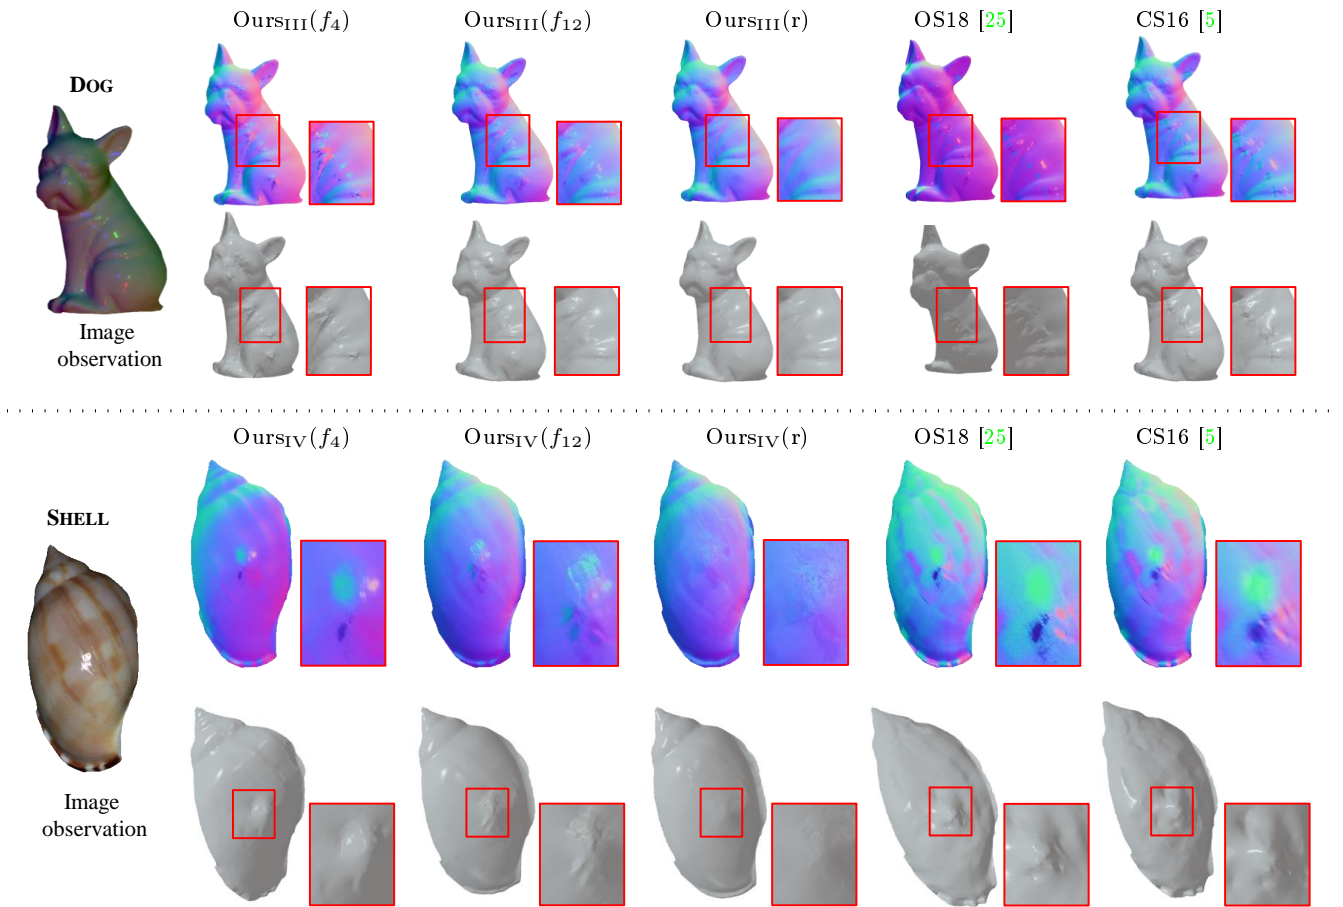 Ours_III(f_4) Ours_III(f_12) Ours_III(r) OS18 [25] CS16 [5]
DOG
Image
observation
Ours_IV(f_4) Ours_IV(f_12) Ours_IV(r) OS18 [25] CS16 [5]
SHELL
Image
observation